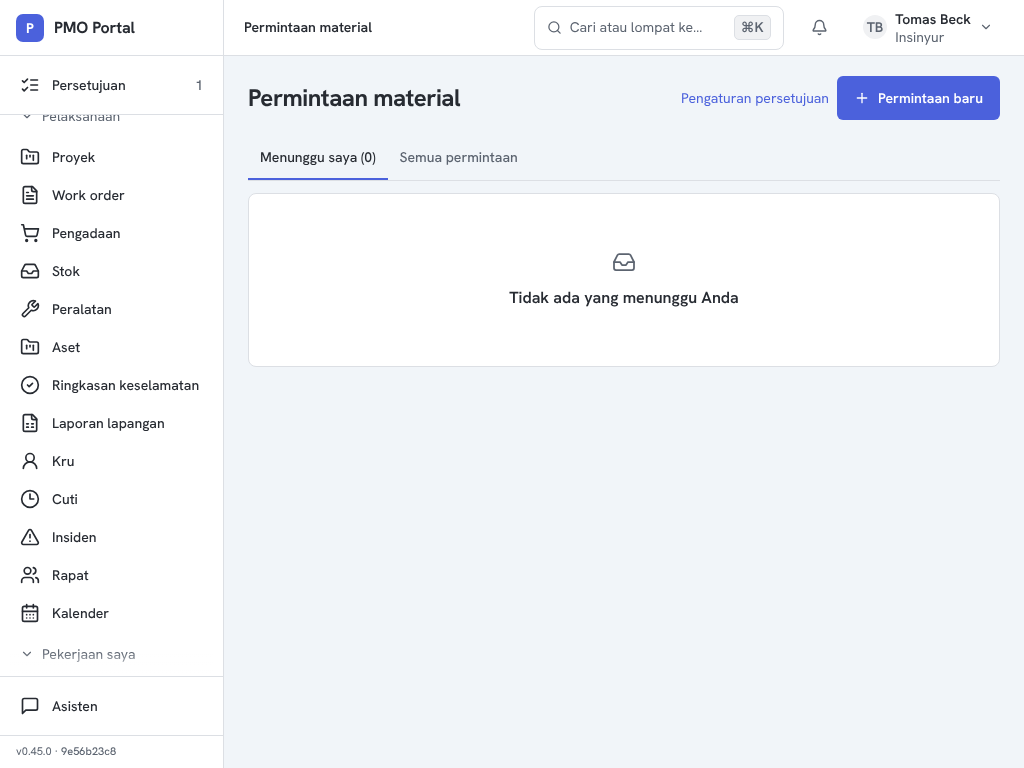 P PMO Portal
Permintaan material
Cari atau lompat ke...
⌘K
TB
Tomas Beck
Insinyur
Persetujuan 1
Pelaksanaan
Proyek
Work order
Pengadaan
Stok
Peralatan
Aset
Ringkasan keselamatan
Laporan lapangan
Kru
Cuti
Insiden
Rapat
Kalender
Pekerjaan saya
Asisten
v0.45.0 · 9e56b23c8
Permintaan material
Pengaturan persetujuan
Permintaan baru
Menunggu saya (0)
Semua permintaan
Tidak ada yang menunggu Anda